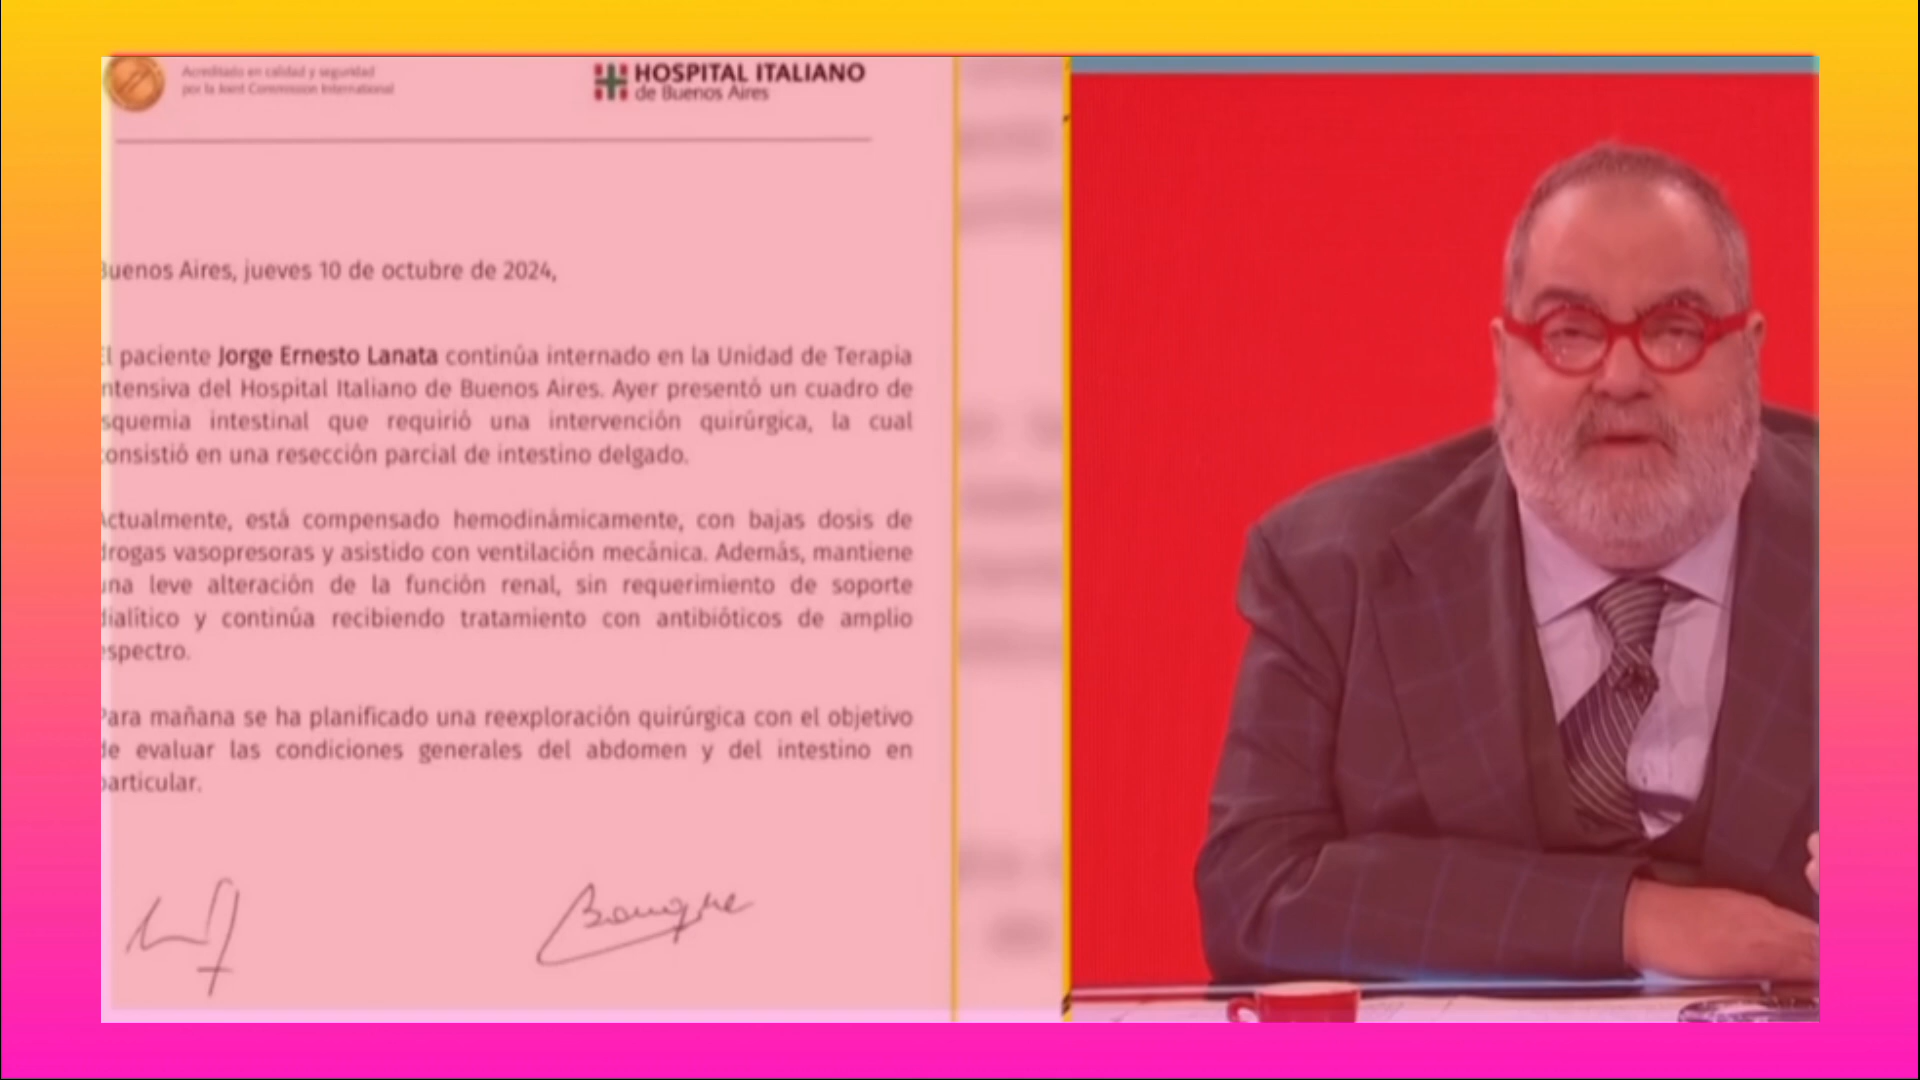 Acreditado en calidad y seguridad
por la Joint Commission International
HOSPITAL ITALIANO
de Buenos Aires
Buenos Aires, jueves 10 de octubre de 2024,
El paciente Jorge Ernesto Lanata continúa internado en la Unidad de Terapia
Intensiva del Hospital Italiano de Buenos Aires. Ayer presentó un cuadro de
isquemia intestinal que requirió una intervención quirúrgica, la cual
consistió en una resección parcial de intestino delgado.
Actualmente, está compensado hemodinámicamente, con bajas dosis de
drogas vasopresoras y asistido con ventilación mecánica. Además, mantiene
una leve alteración de la función renal, sin requerimiento de soporte
dialítico y continúa recibiendo tratamiento con antibióticos de amplio
espectro.
Para mañana se ha planificado una reexploración quirúrgica con el objetivo
de evaluar las condiciones generales del abdomen y del intestino en
particular.